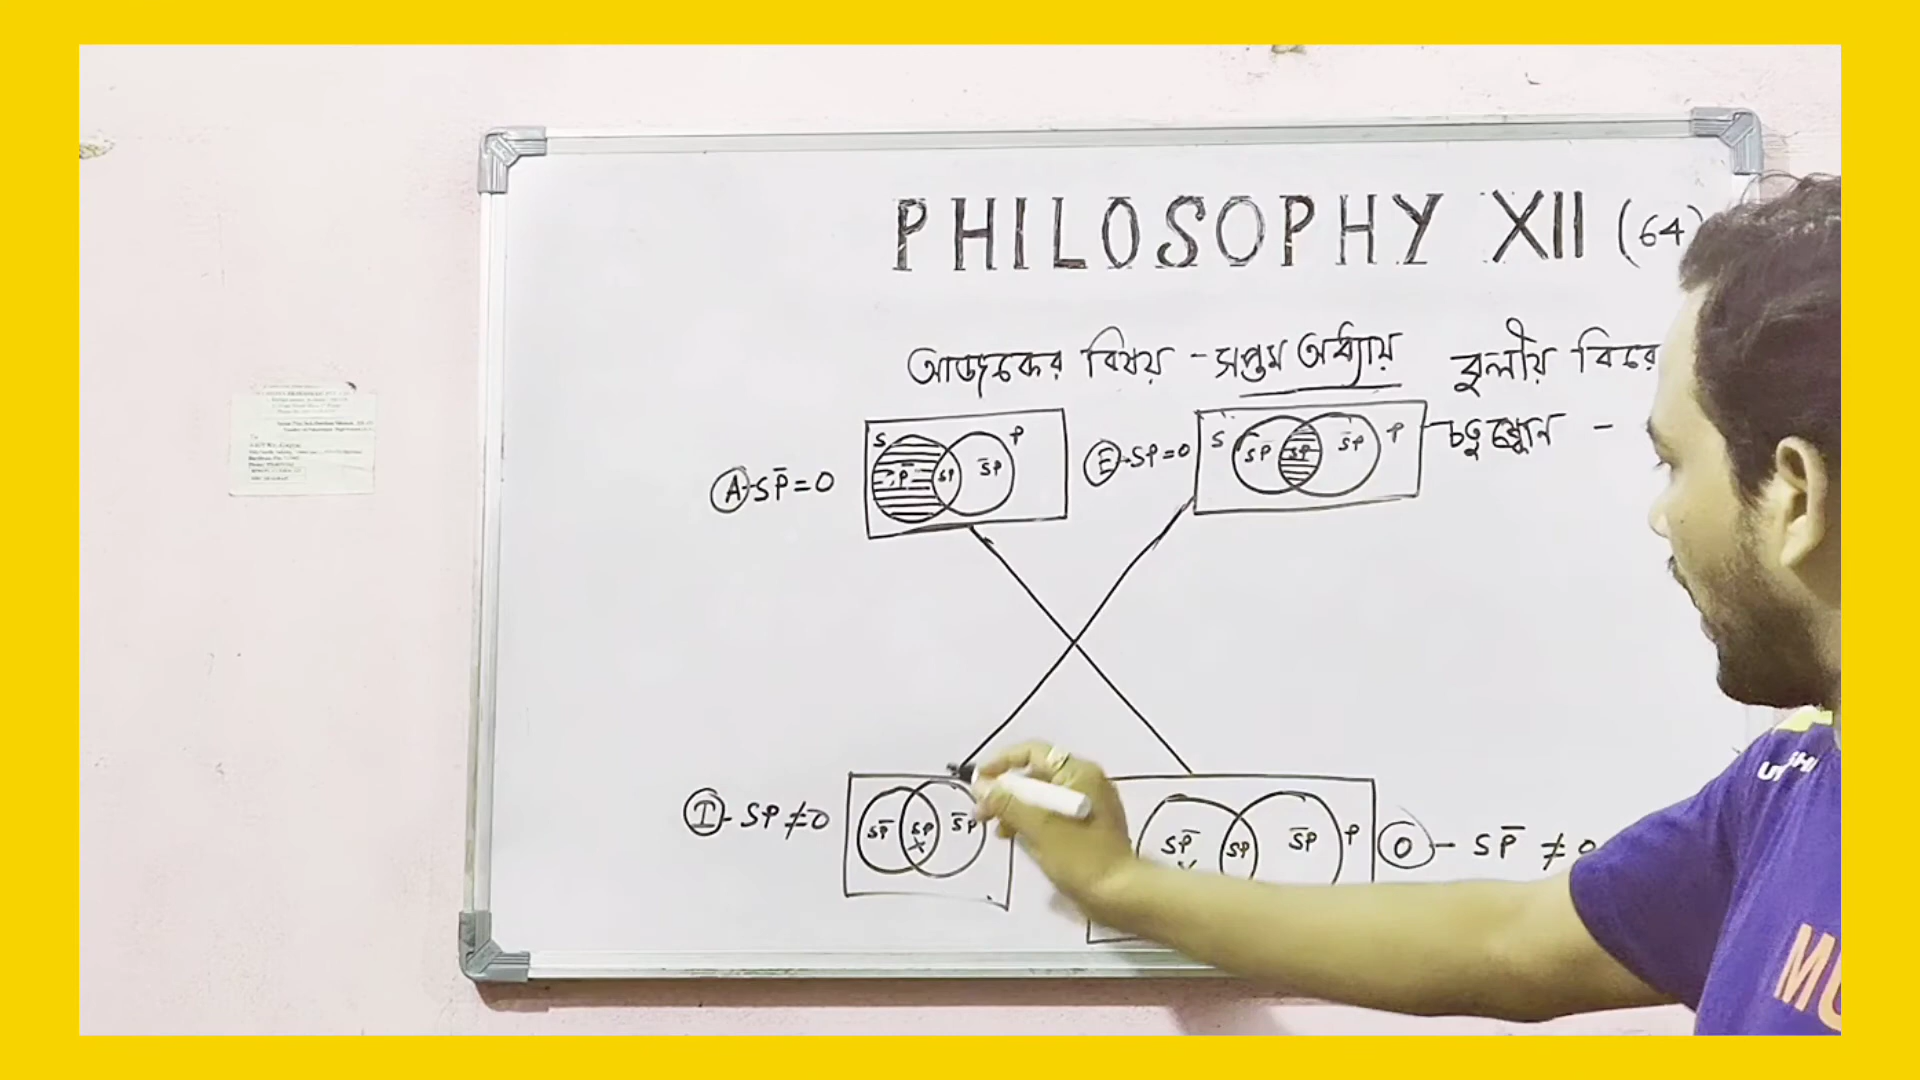 PHILOSOPHY XII (64)
আজকের বিষয় - সপ্তম অধ্যায় বুলীয়
চতুষ্কোন -
A - SP̅ = 0
S P̅ SP S̅P P
E - SP = 0
S SP̅ SP S̅P P
I - SP ≠ 0
SP̅ SP S̅P
X
SP̅ SP S̅P P
O - SP̅ ≠ 0